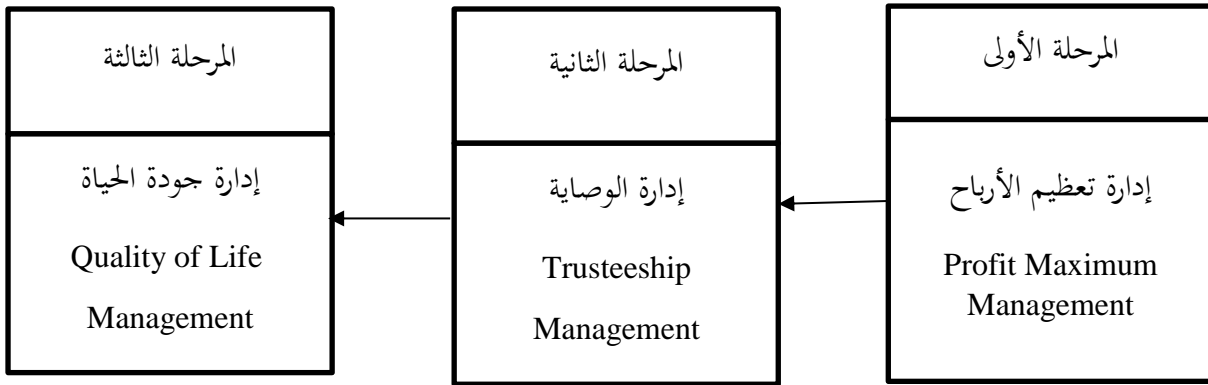 المرحلة الأولى
إدارة تعظيم الأرباح
Profit Maximum
Management
المرحلة الثانية
إدارة الوصاية
Trusteeship
Management
المرحلة الثالثة
إدارة جودة الحياة
Quality of Life
Management